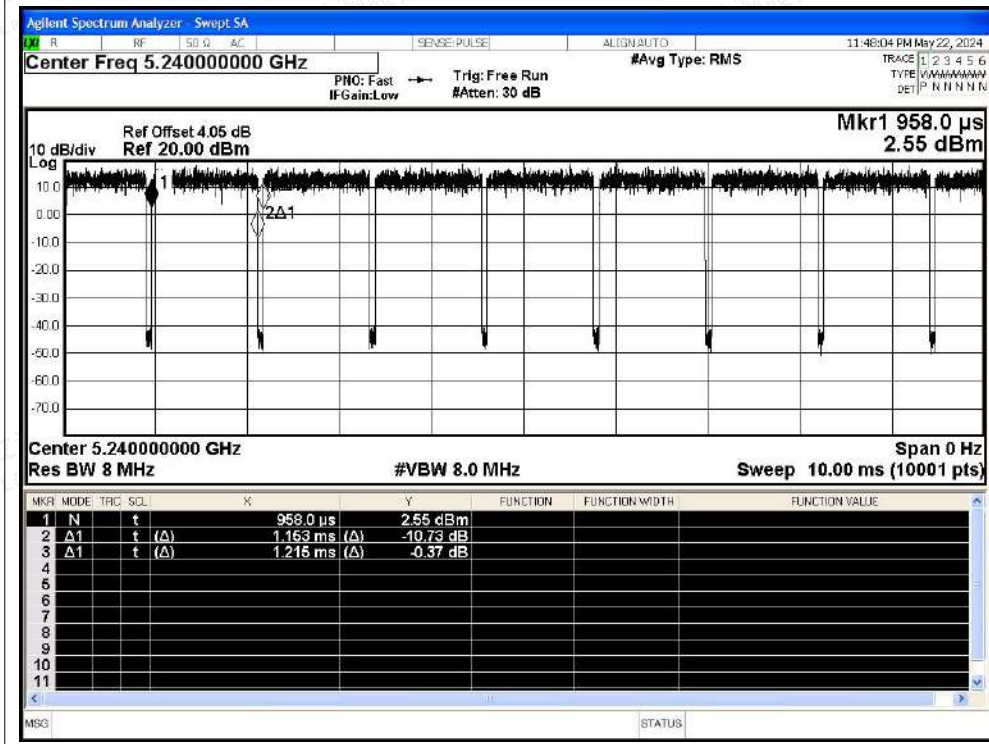 Agilent Spectrum Analyzer - Swept SA
LXI R RF 50 Ω AC SENSE:PULSE ALIGN AUTO 11:48:04 PM May 22, 2024
Center Freq 5.240000000 GHz #Avg Type: RMS TRACE 1 2 3 4 5 6
PNO: Fast Trig: Free Run TYPE
IFGain:Low #Atten: 30 dB DET P N N N N N
Mkr1 958.0 µs
Ref Offset 4.05 dB
10 dB/div Ref 20.00 dBm 2.55 dBm
Log
10.0
0.00
-10.0
-20.0
-30.0
-40.0
-50.0
-60.0
-70.0
1
2Δ1
Center 5.240000000 GHz Span 0 Hz
Res BW 8 MHz #VBW 8.0 MHz Sweep 10.00 ms (10001 pts)
MKR MODE TRC SCL X Y FUNCTION FUNCTION WIDTH FUNCTION VALUE
1 N t 958.0 µs 2.55 dBm
2 Δ1 t (Δ) 1.163 ms (Δ) -10.73 dB
3 Δ1 t (Δ) 1.215 ms (Δ) -0.37 dB
4
5
6
7
8
9
10
11
MSG STATUS